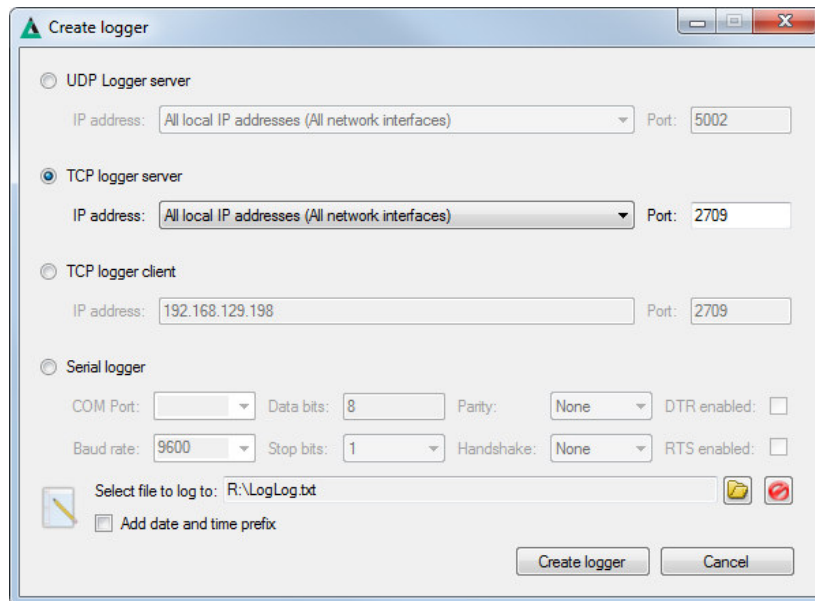 Create logger
UDP Logger server
IP address: All local IP addresses (All network interfaces) Port: 5002
TCP logger server
IP address: All local IP addresses (All network interfaces) Port: 2709
TCP logger client
IP address: 192.168.129.198 Port: 2709
Serial logger
COM Port: Data bits: 8 Parity: None DTR enabled:
Baud rate: 9600 Stop bits: 1 Handshake: None RTS enabled:
Select file to log to: R:\LogLog.txt
Add date and time prefix
Create logger Cancel